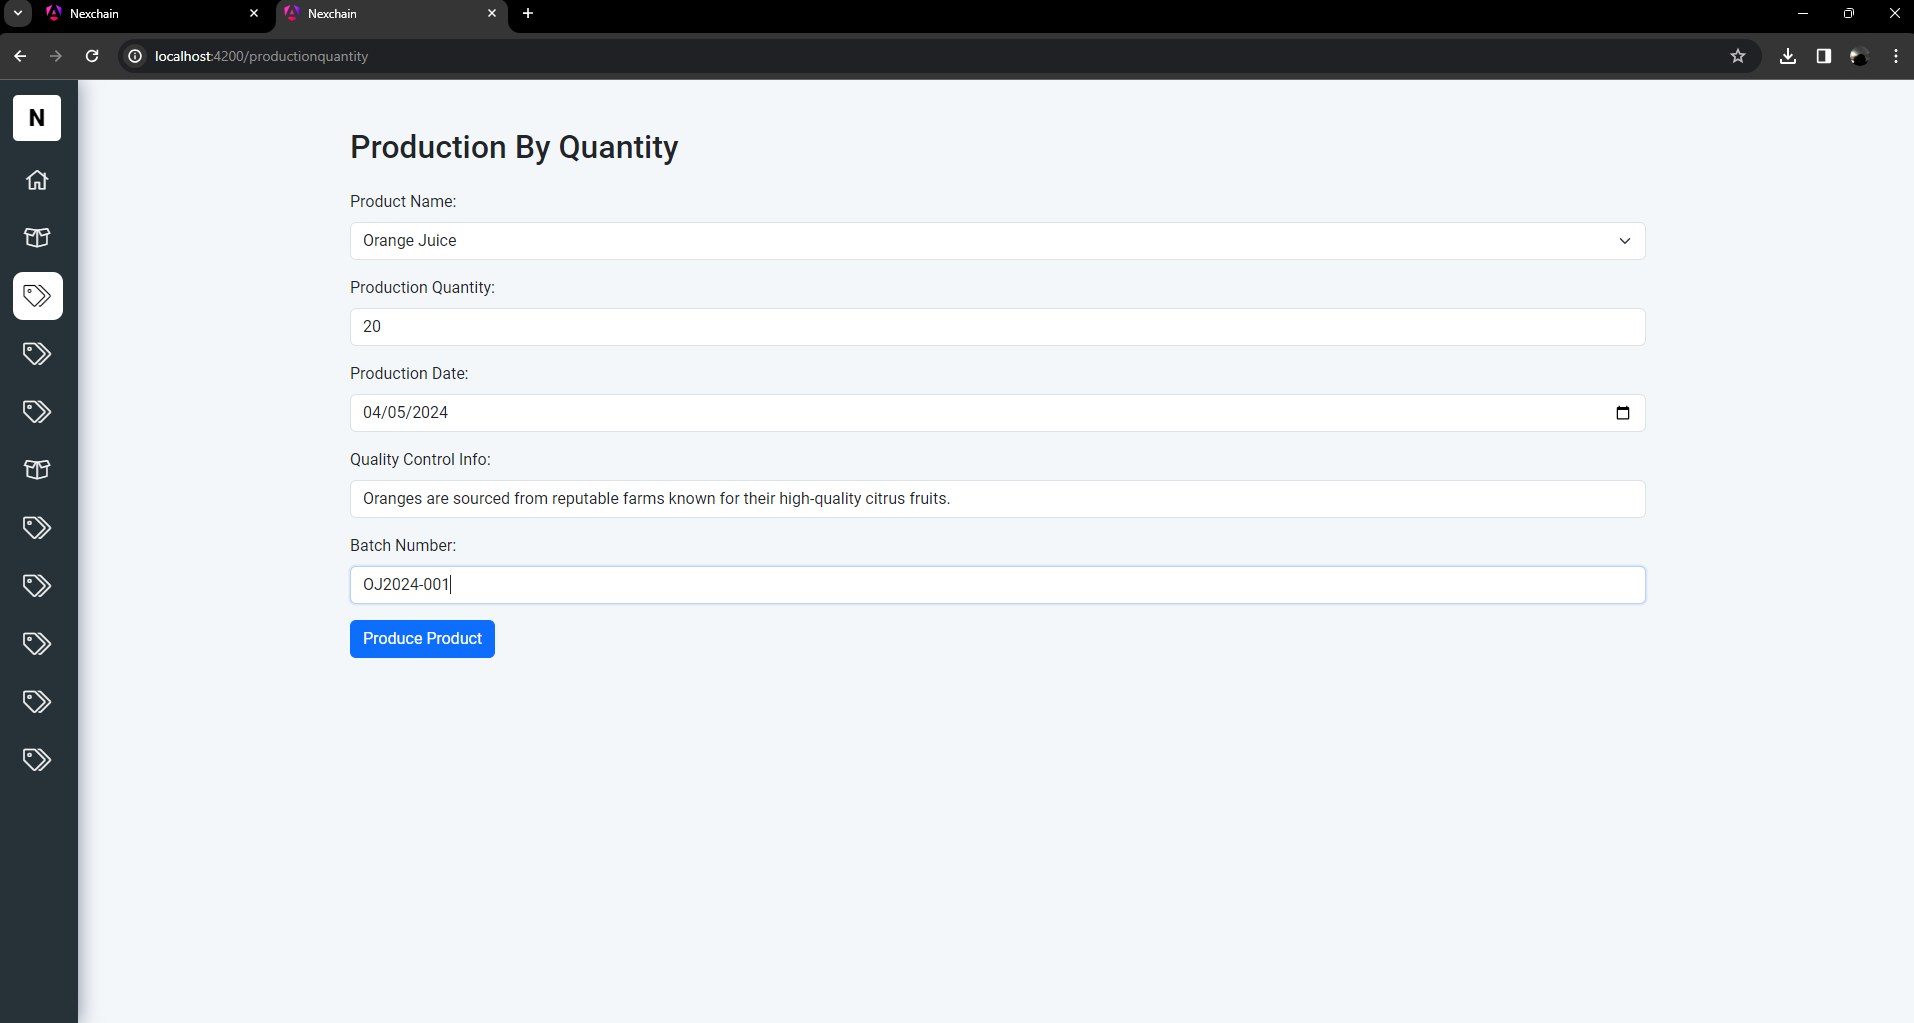 Nexchain
Nexchain
localhost:4200/productionquantity
N
Production By Quantity
Product Name:
Orange Juice
Production Quantity:
20
Production Date:
04/05/2024
Quality Control Info:
Oranges are sourced from reputable farms known for their high-quality citrus fruits.
Batch Number:
OJ2024-001
Produce Product